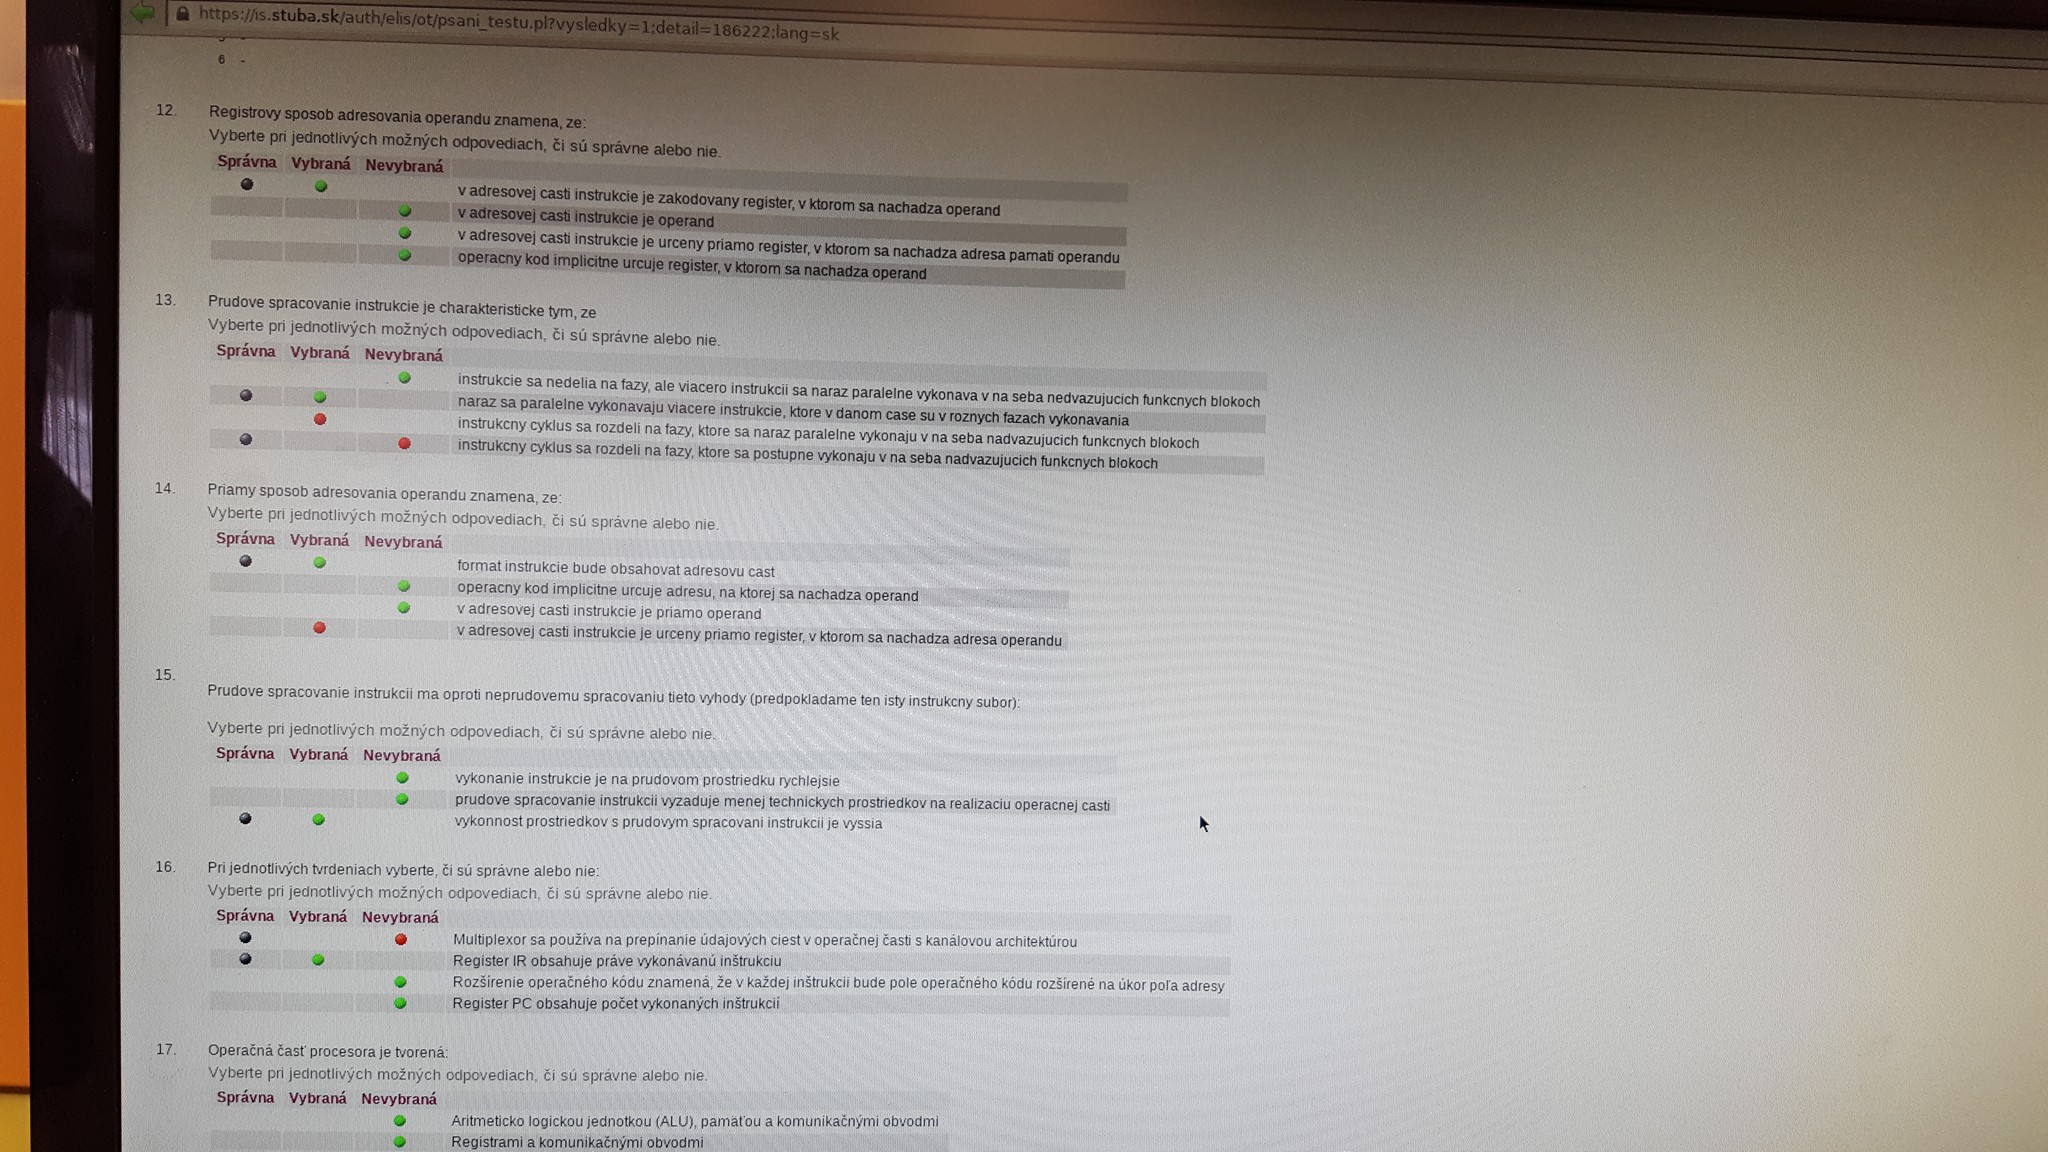 https://is.stuba.sk/auth/elis/ot/psani_testu.pl?vysledky=1;detail=186222;lang=sk
6 -
12. Registrovy sposob adresovania operandu znamena, ze:
Vyberte pri jednotlivých možných odpovediach, či sú správne alebo nie.
Správna Vybraná Nevybraná
v adresovej casti instrukcie je zakodovany register, v ktorom sa nachadza operand
v adresovej casti instrukcie je operand
v adresovej casti instrukcie je urceny priamo register, v ktorom sa nachadza adresa pamati operandu
operacny kod implicitne urcuje register, v ktorom sa nachadza operand
13. Prudove spracovanie instrukcie je charakteristicke tym, ze
Vyberte pri jednotlivých možných odpovediach, či sú správne alebo nie.
Správna Vybraná Nevybraná
instrukcie sa nedelia na fazy, ale viacero instrukcii sa naraz paralelne vykonava v na seba nedvazujucich funkcnych blokoch
naraz sa paralelne vykonavaju viacere instrukcie, ktore v danom case su v roznych fazach vykonavania
instrukcny cyklus sa rozdeli na fazy, ktore sa naraz paralelne vykonaju v na seba nadvazujucich funkcnych blokoch
instrukcny cyklus sa rozdeli na fazy, ktore sa postupne vykonaju v na seba nadvazujucich funkcnych blokoch
14. Priamy sposob adresovania operandu znamena, ze:
Vyberte pri jednotlivých možných odpovediach, či sú správne alebo nie.
Správna Vybraná Nevybraná
format instrukcie bude obsahovat adresovu cast
operacny kod implicitne urcuje adresu, na ktorej sa nachadza operand
v adresovej casti instrukcie je priamo operand
v adresovej casti instrukcie je urceny priamo register, v ktorom sa nachadza adresa operandu
15. Prudove spracovanie instrukcii ma oproti neprudovemu spracovaniu tieto vyhody (predpokladame ten isty instrukcny subor):
Vyberte pri jednotlivých možných odpovediach, či sú správne alebo nie.
Správna Vybraná Nevybraná
vykonanie instrukcie je na prudovom prostriedku rychlejsie
prudove spracovanie instrukcii vyzaduje menej technickych prostriedkov na realizaciu operacnej casti
vykonnost prostriedkov s prudovym spracovani instrukcii je vyssia
16. Pri jednotlivých tvrdeniach vyberte, či sú správne alebo nie:
Vyberte pri jednotlivých možných odpovediach, či sú správne alebo nie.
Správna Vybraná Nevybraná
Multiplexor sa používa na prepínanie údajových ciest v operačnej časti s kanálovou architektúrou
Register IR obsahuje práve vykonávanú inštrukciu
Rozšírenie operačného kódu znamená, že v každej inštrukcii bude pole operačného kódu rozšírené na úkor poľa adresy
Register PC obsahuje počet vykonaných inštrukcií
17. Operačná časť procesora je tvorená:
Vyberte pri jednotlivých možných odpovediach, či sú správne alebo nie.
Správna Vybraná Nevybraná
Aritmeticko logickou jednotkou (ALU), pamäťou a komunikačnými obvodmi
Registrami a komunikačnými obvodmi